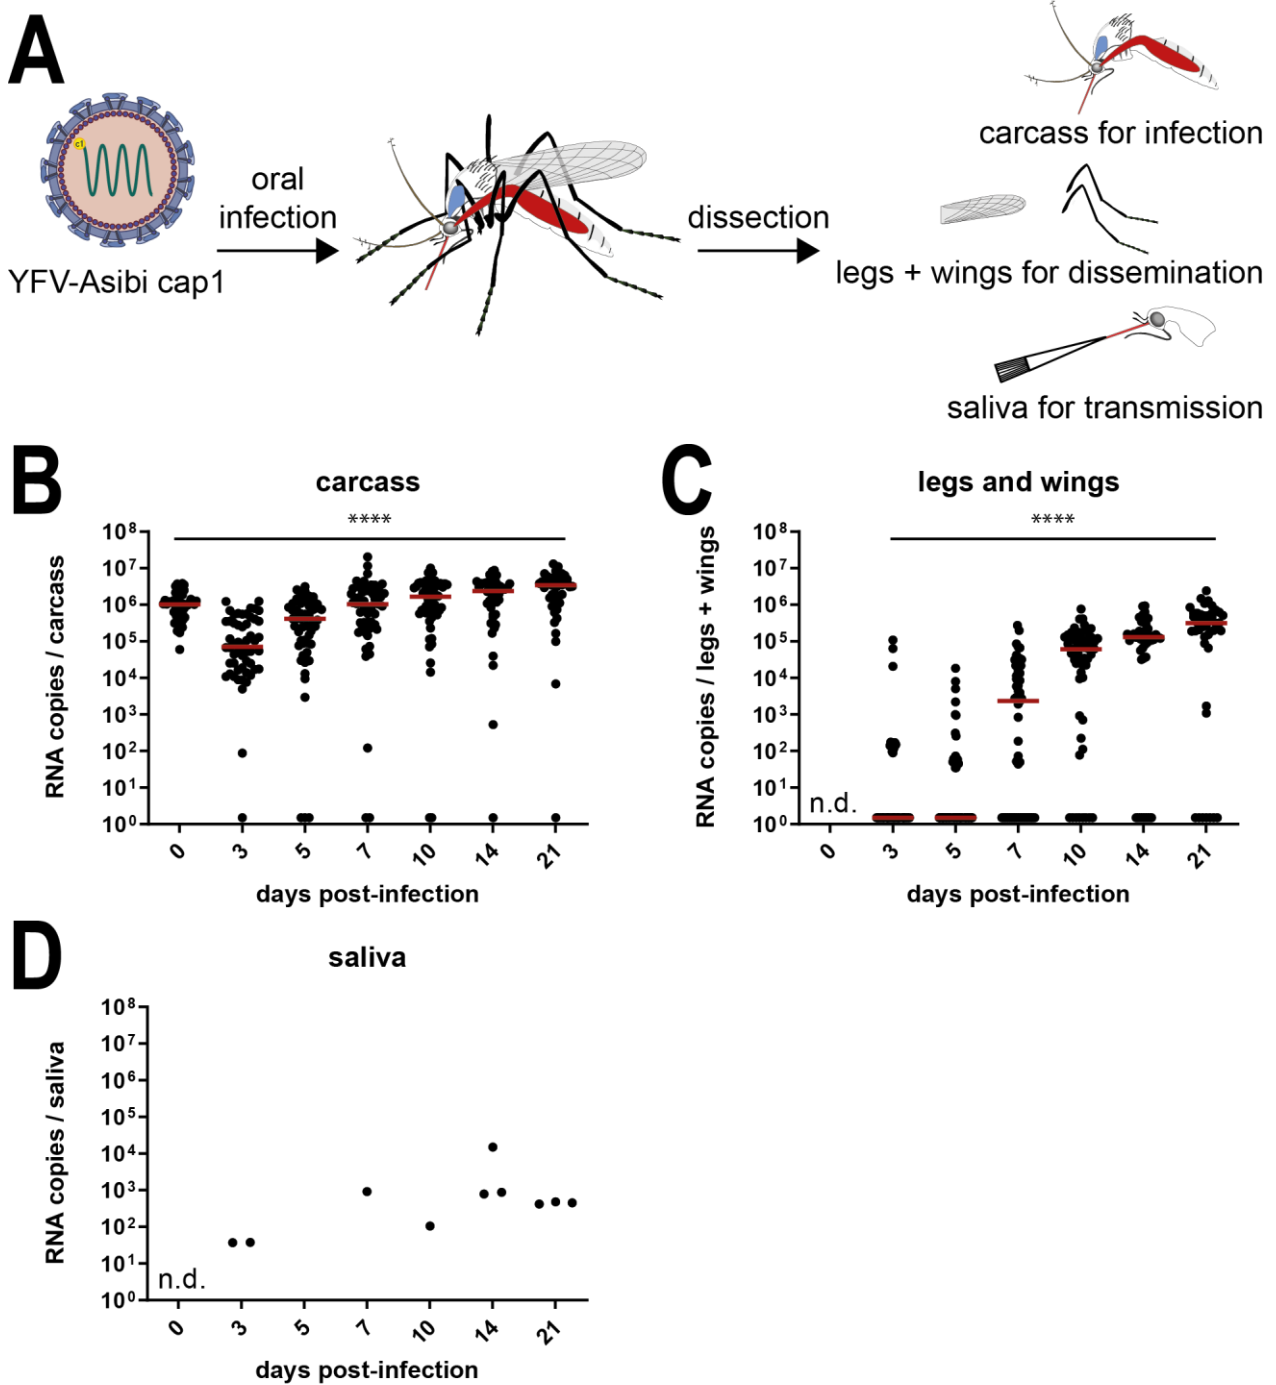 A
c1
YFV-Asibi cap1
oral
infection
dissection
carcass for infection
legs + wings for dissemination
saliva for transmission
B
carcass
****
RNA copies / carcass
10⁸
10⁷
10⁶
10⁵
10⁴
10³
10²
10¹
10⁰
0
3
5
7
10
14
21
days post-infection
C
legs and wings
****
RNA copies / legs + wings
10⁸
10⁷
10⁶
10⁵
10⁴
10³
10²
10¹
10⁰
n.d.
0
3
5
7
10
14
21
days post-infection
D
saliva
RNA copies / saliva
10⁸
10⁷
10⁶
10⁵
10⁴
10³
10²
10¹
10⁰
n.d.
0
3
5
7
10
14
21
days post-infection